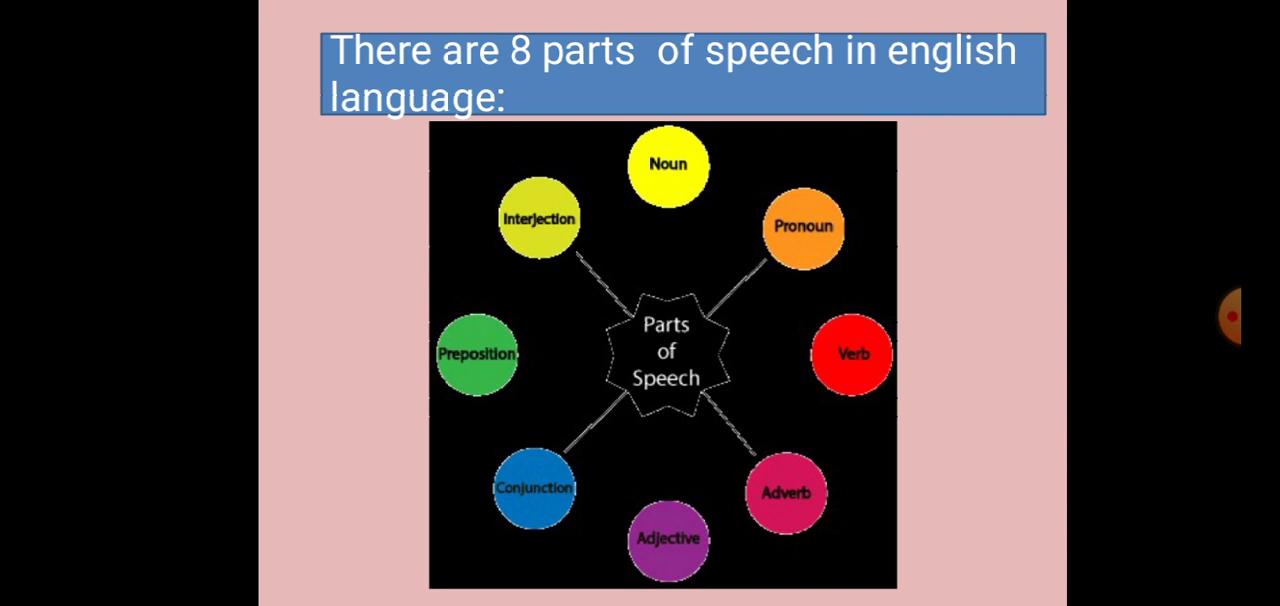 There are 8 parts of speech in english
language:
Noun
Interjection
Pronoun
Parts
of
Speech
Preposition
Verb
Conjunction
Adverb
Adjective